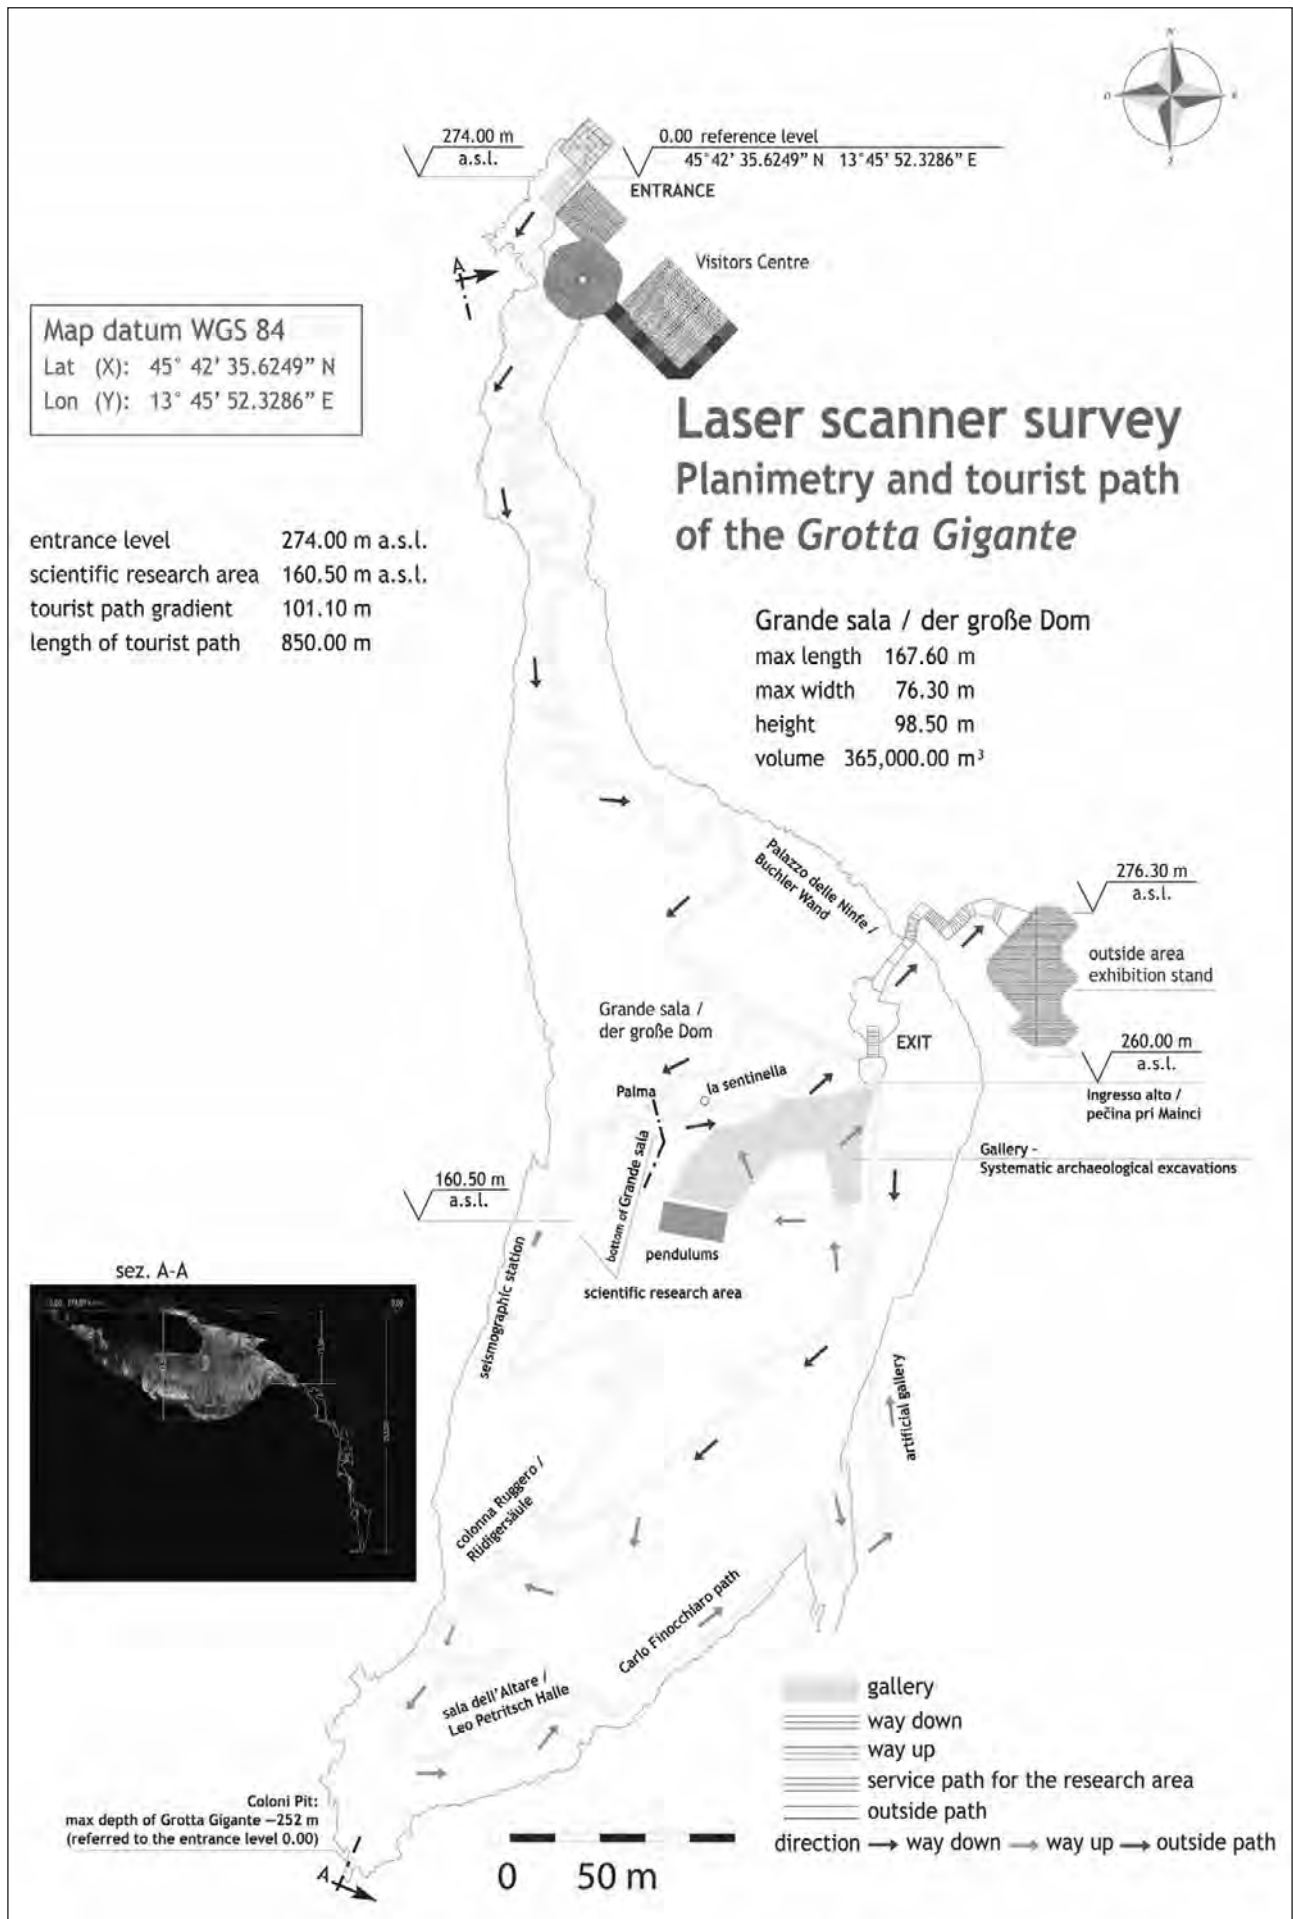 N
O
E
S
274.00 m
a.s.l.
0.00 reference level
45°42' 35.6249” N 13°45' 52.3286” E
ENTRANCE
A
Visitors Centre
Map datum WGS 84
Lat (X): 45° 42' 35.6249” N
Lon (Y): 13° 45' 52.3286” E
Laser scanner survey
Planimetry and tourist path
of the Grotta Gigante
entrance level 274.00 m a.s.l.
scientific research area 160.50 m a.s.l.
tourist path gradient 101.10 m
length of tourist path 850.00 m
Grande sala / der große Dom
max length 167.60 m
max width 76.30 m
height 98.50 m
volume 365,000.00 m³
Palazzo delle Ninfe /
Buchler Wand
276.30 m
a.s.l.
outside area
exhibition stand
Grande sala /
der große Dom
EXIT
260.00 m
a.s.l.
Ingresso alto /
pečina pri Mainci
Palma
la sentinella
Gallery –
Systematic archaeological excavations
bottom of Grande sala
160.50 m
a.s.l.
pendulums
scientific research area
seismographic station
sez. A-A
artificial gallery
colonna Ruggero /
Rüdigersäule
Carlo Finocchiaro path
sala dell'Altare /
Leo Petritsch Halle
gallery
way down
way up
service path for the research area
outside path
direction way down way up outside path
Coloni Pit:
max depth of Grotta Gigante —252 m
(referred to the entrance level 0.00)
A
0 50 m